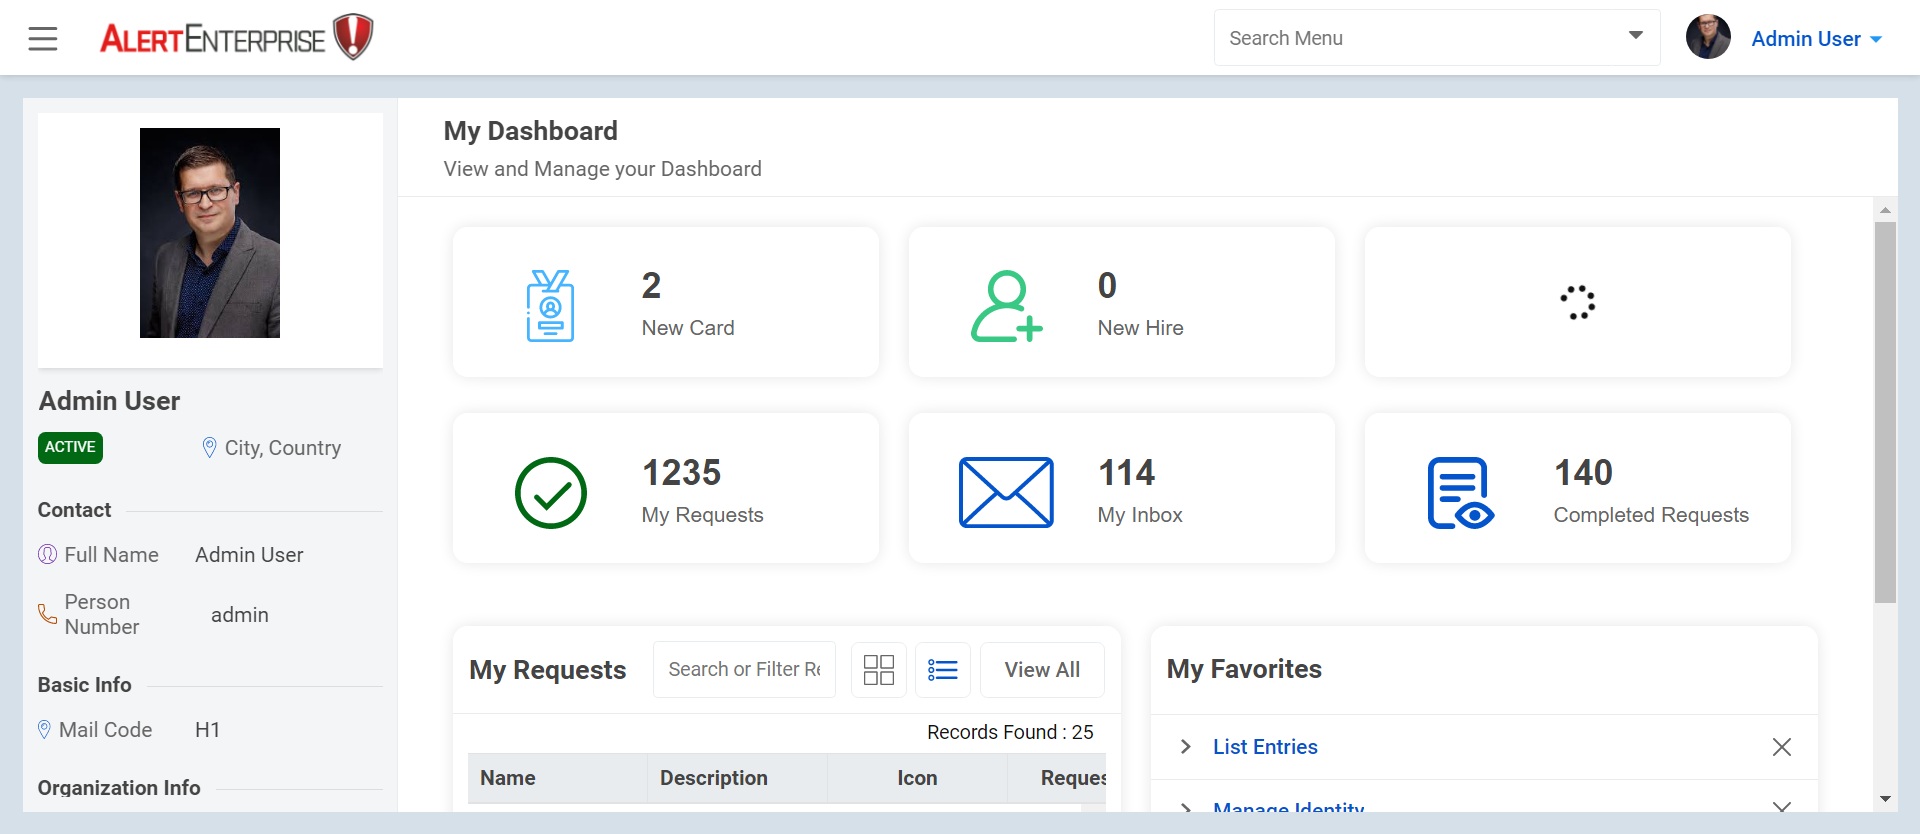 ALERTENTERPRISE
Search Menu
Admin User
Admin User
ACTIVE
City, Country
Contact
Full Name Admin User
Person Number admin
Basic Info
Mail Code H1
Organization Info
My Dashboard
View and Manage your Dashboard
2
New Card
0
New Hire
1235
My Requests
114
My Inbox
140
Completed Requests
My Requests
Search or Filter Re
View All
Records Found : 25
Name Description Icon Reques
My Favorites
List Entries
Manage Identity